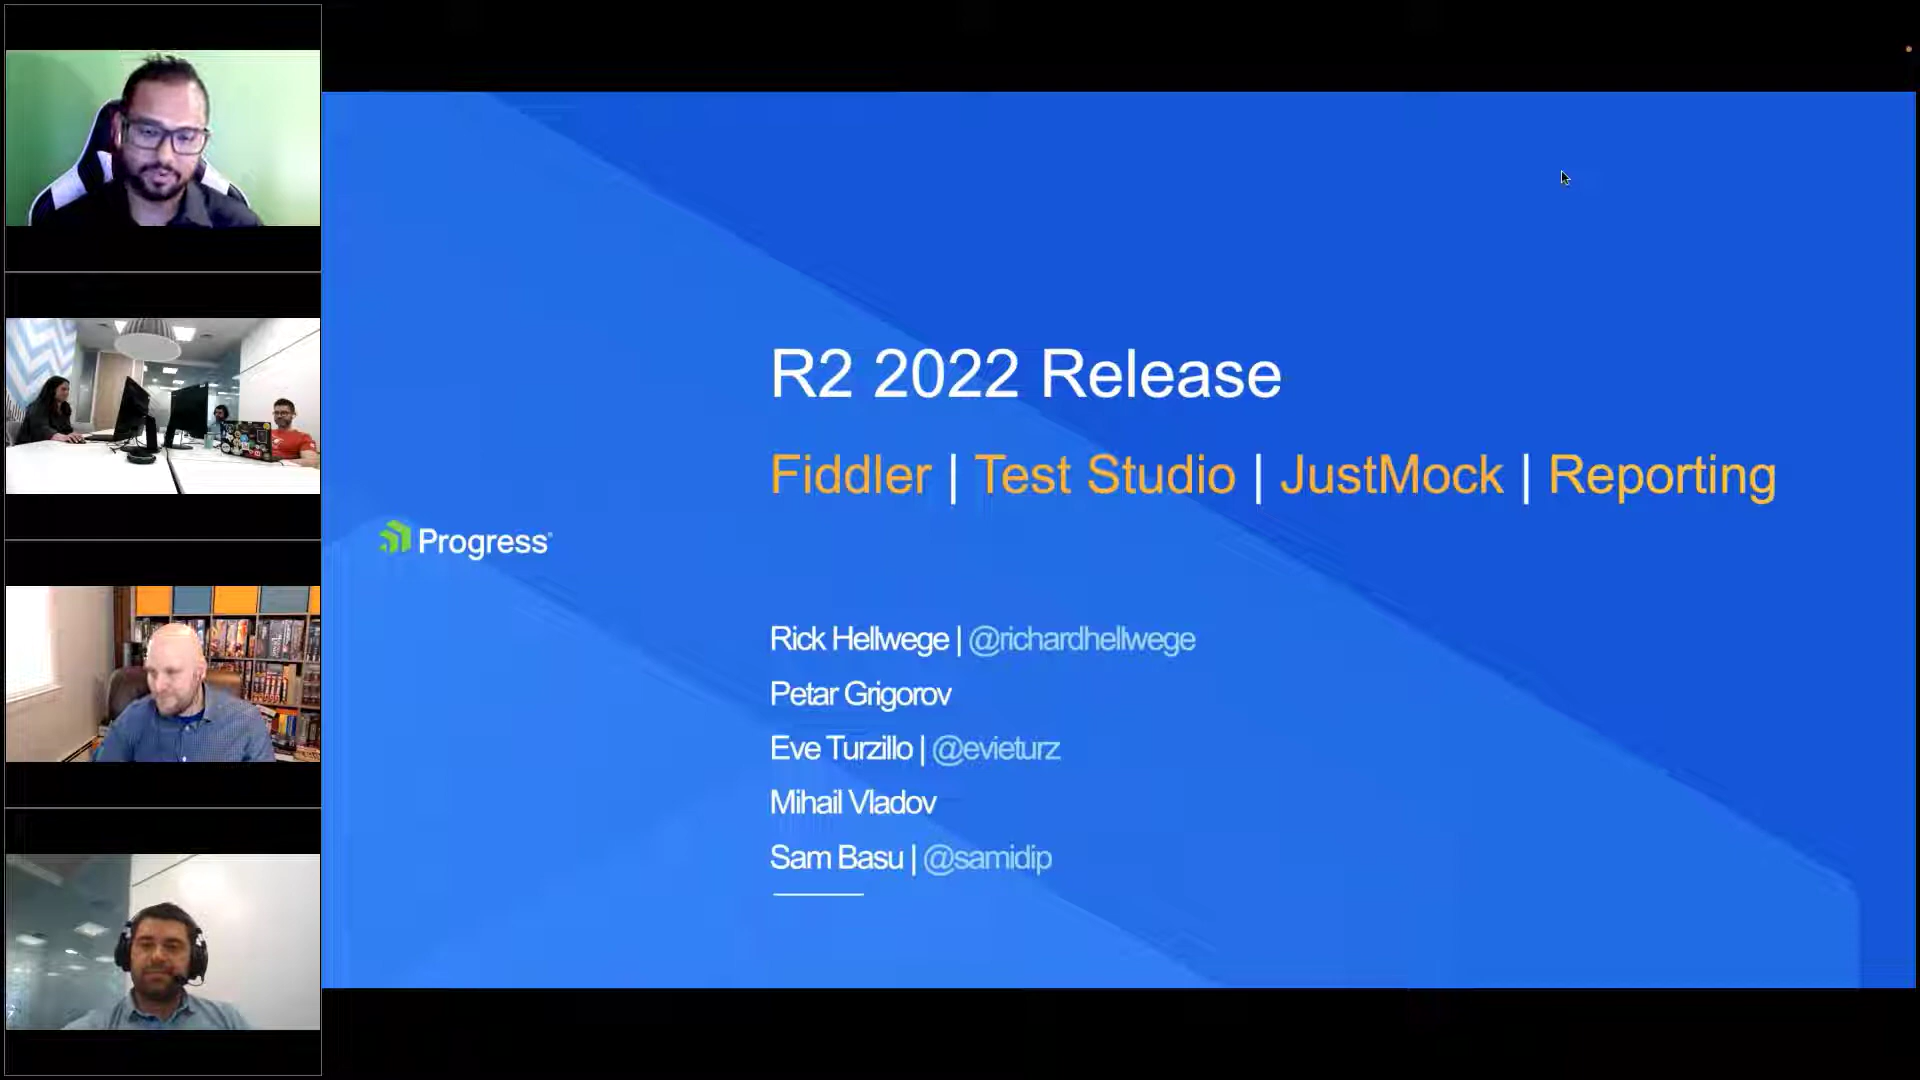 R2 2022 Release
Fiddler | Test Studio | JustMock | Reporting
Progress
Rick Hellwege | @richardhellwege
Petar Grigorov
Eve Turzillo | @evieturz
Mihail Vladov
Sam Basu | @samidip